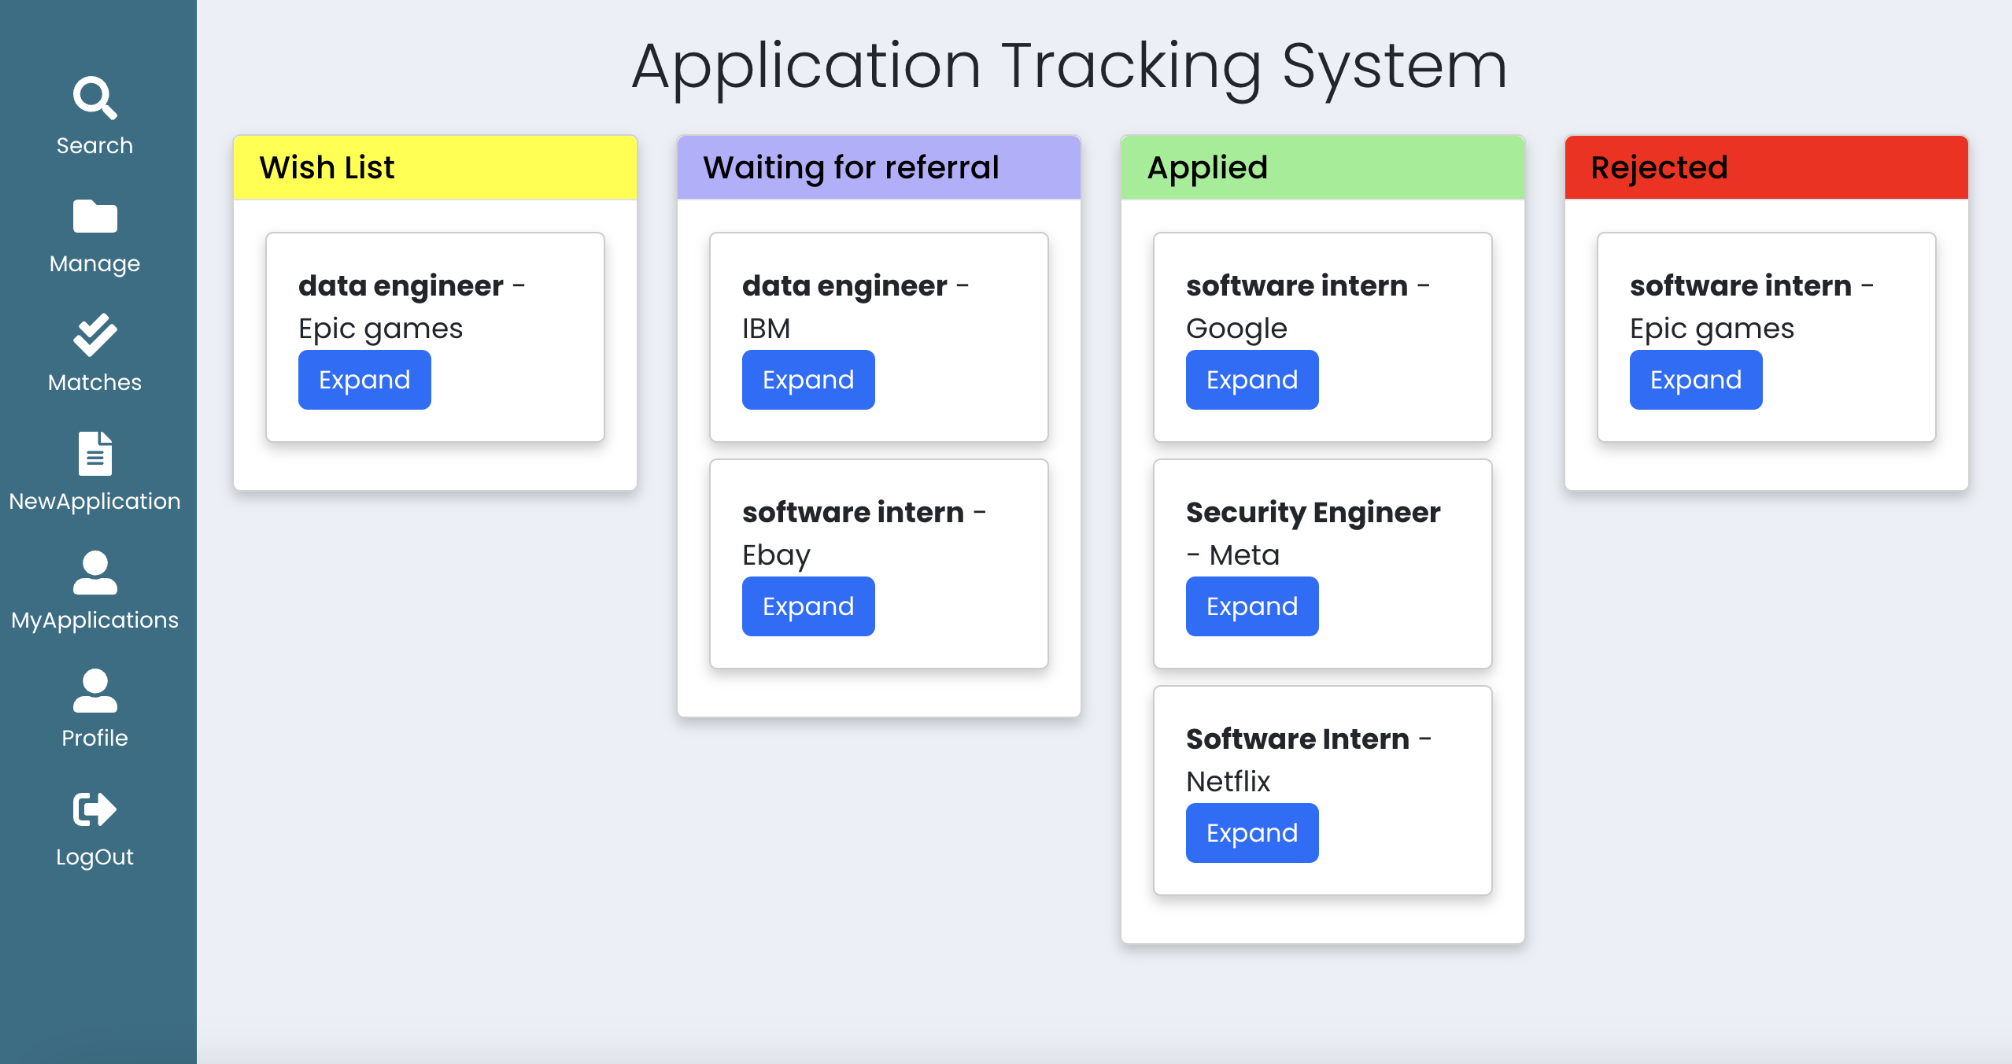 Search
Manage
Matches
NewApplication
MyApplications
Profile
LogOut
Application Tracking System
Wish List
data engineer -
Epic games
Expand
Waiting for referral
data engineer -
IBM
Expand
software intern -
Ebay
Expand
Applied
software intern -
Google
Expand
Security Engineer
- Meta
Expand
Software Intern -
Netflix
Expand
Rejected
software intern -
Epic games
Expand